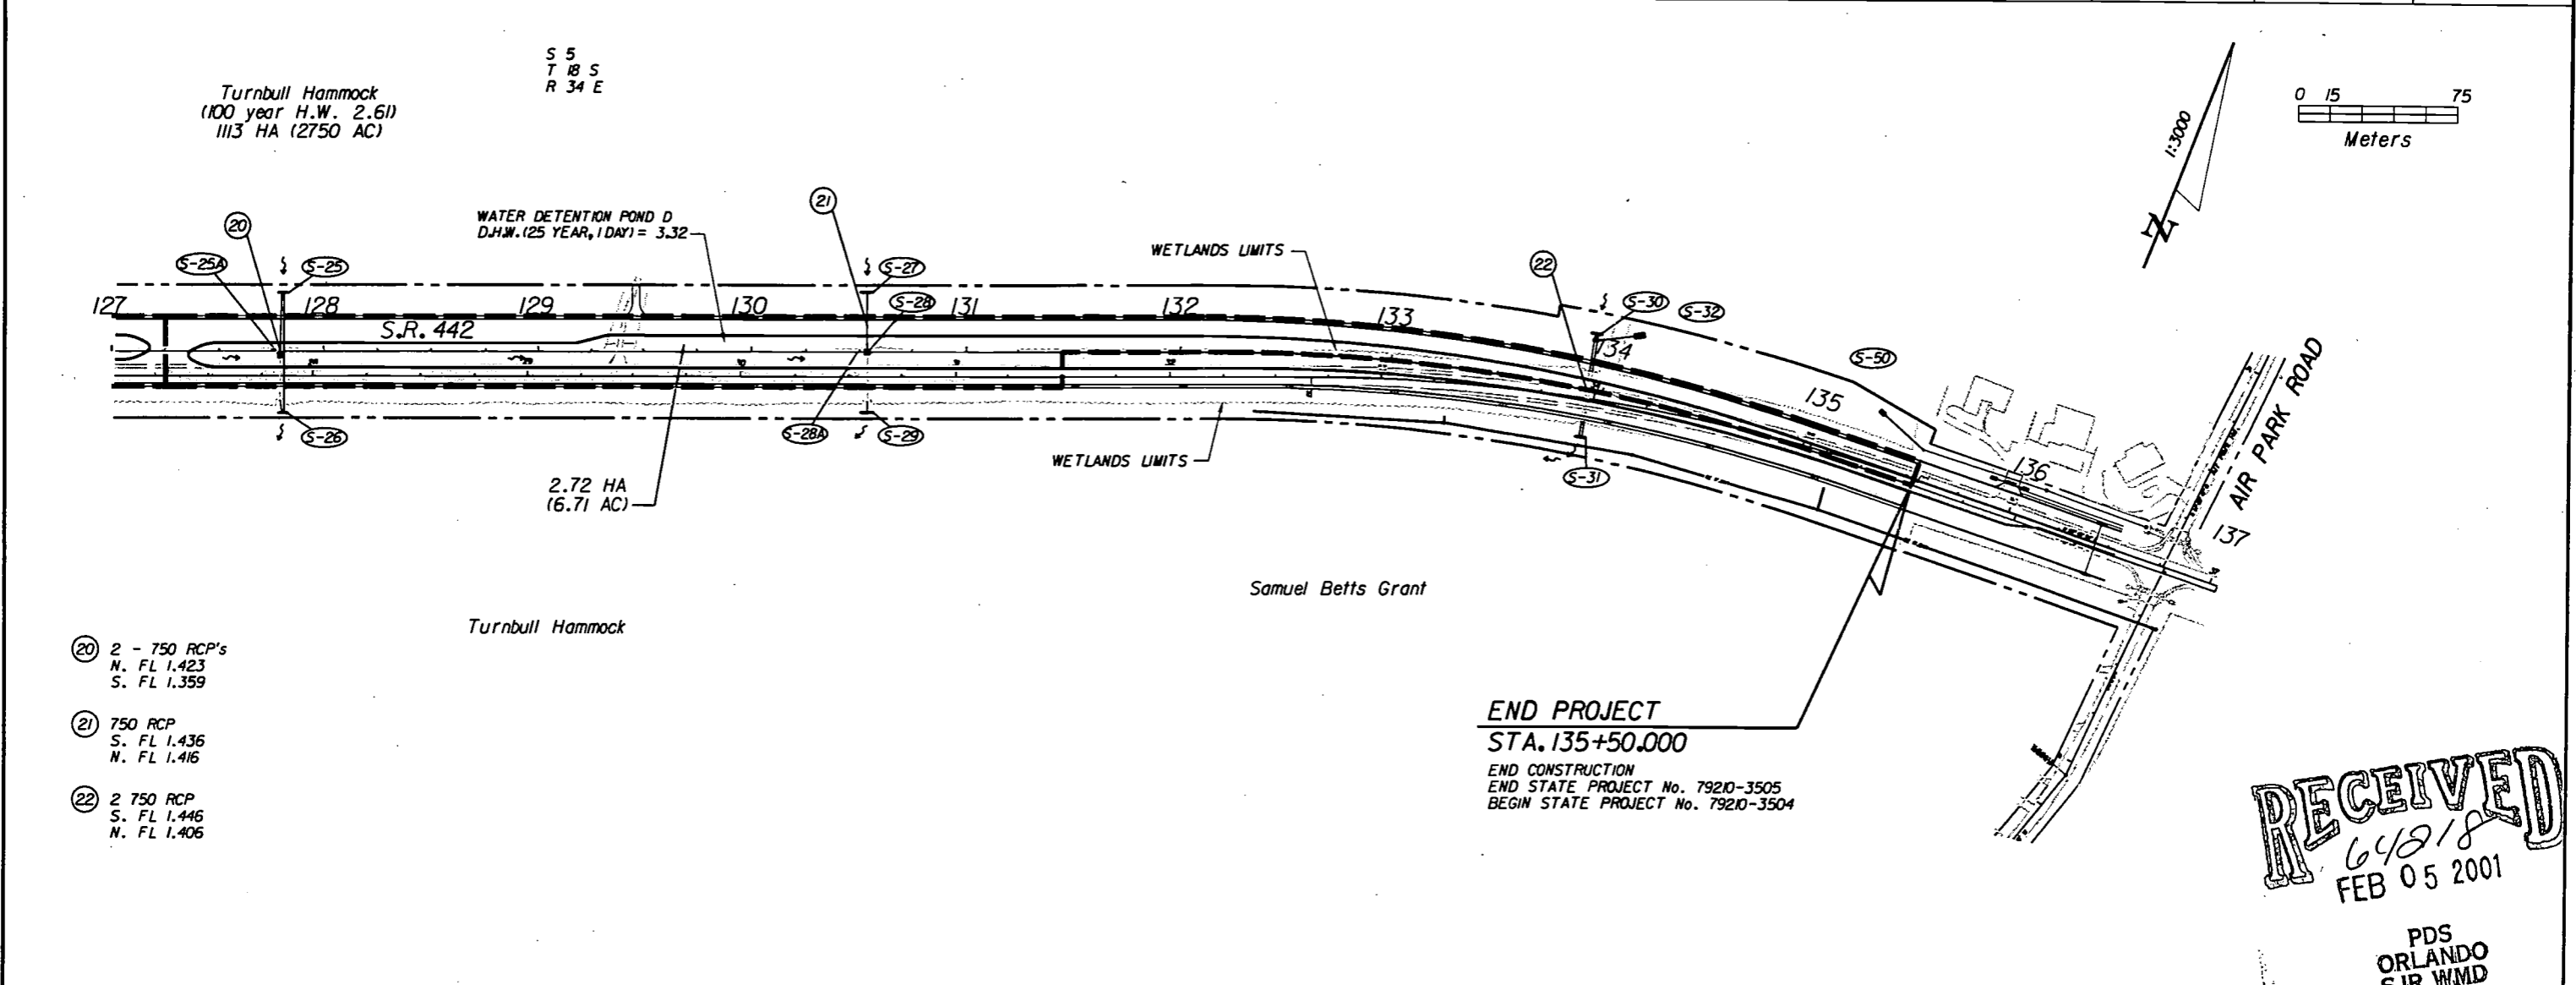 S 5
T 18 S
R 34 E
Turnbull Hammock
(100 year H.W. 2.61)
1113 HA (2750 AC)
0 15 75
Meters
1:3000
N
WATER DETENTION POND D
D.H.W. (25 YEAR, 1 DAY) = 3.32
20
21
22
WETLANDS LIMITS
S-25A
S-25
S-27
S-28
S-30
S-32
S-50
127 128 129 130 131 132 133 134 135 136 137
S.R. 442
AIR PARK ROAD
S-26
S-28A
S-29
S-31
WETLANDS LIMITS
2.72 HA
(6.71 AC)
Samuel Betts Grant
Turnbull Hammock
20 2 - 750 RCP's
N. FL 1.423
S. FL 1.359
21 750 RCP
S. FL 1.436
N. FL 1.416
22 2 750 RCP
S. FL 1.446
N. FL 1.406
END PROJECT
STA. 135+50.000
END CONSTRUCTION
END STATE PROJECT No. 79210-3505
BEGIN STATE PROJECT No. 79210-3504
RECEIVED
64218
FEB 05 2001
PDS
ORLANDO
SJR WMD